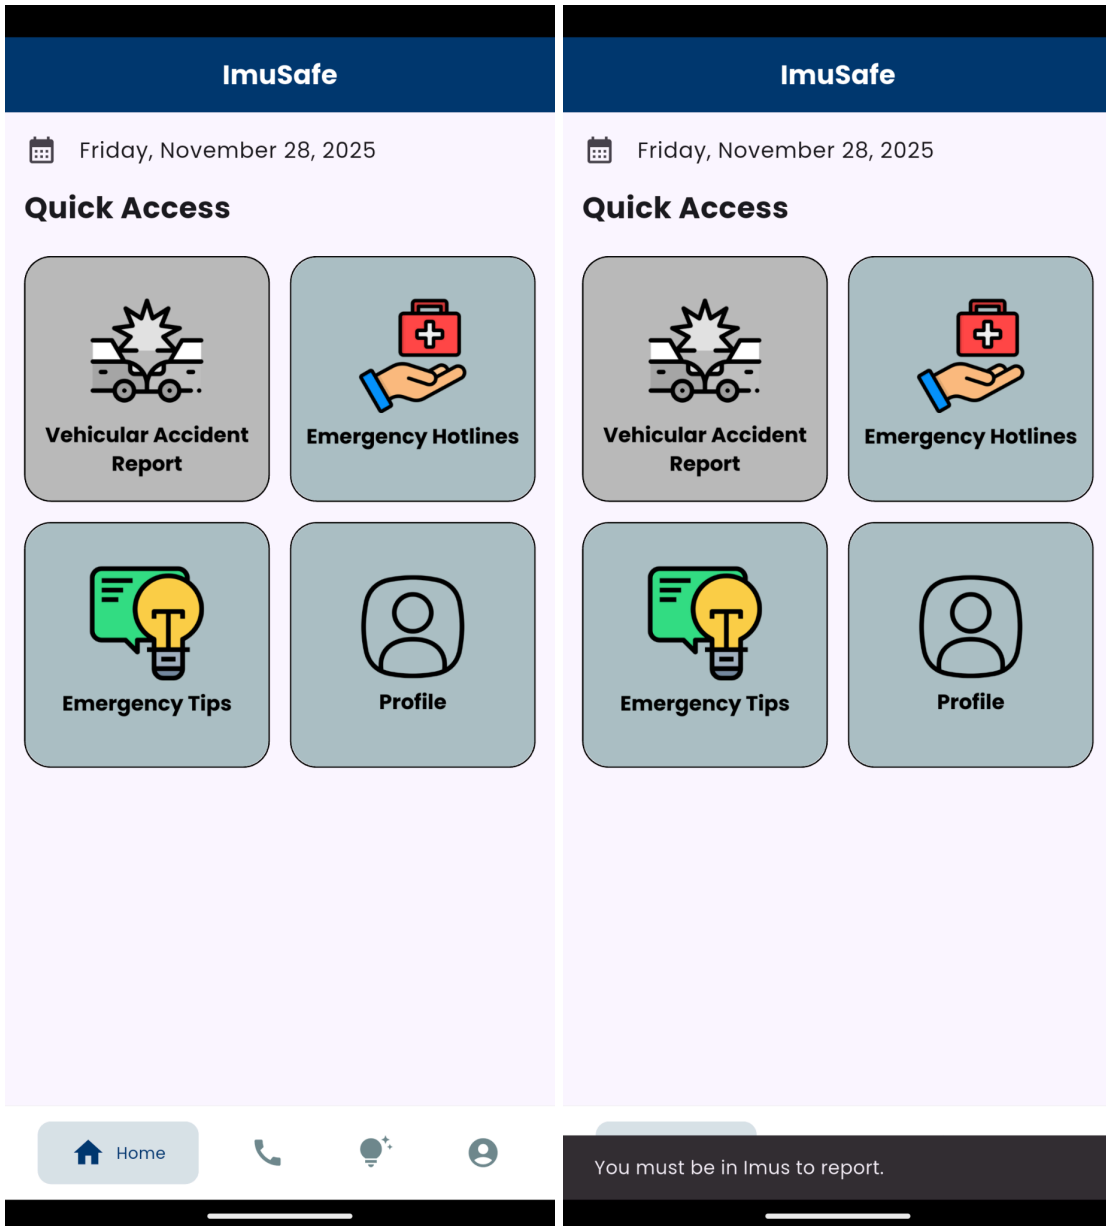 ImuSafe
Friday, November 28, 2025
Quick Access
Vehicular Accident
Report
Emergency Hotlines
Emergency Tips
Profile
Home
ImuSafe
Friday, November 28, 2025
Quick Access
Vehicular Accident
Report
Emergency Hotlines
Emergency Tips
Profile
You must be in Imus to report.